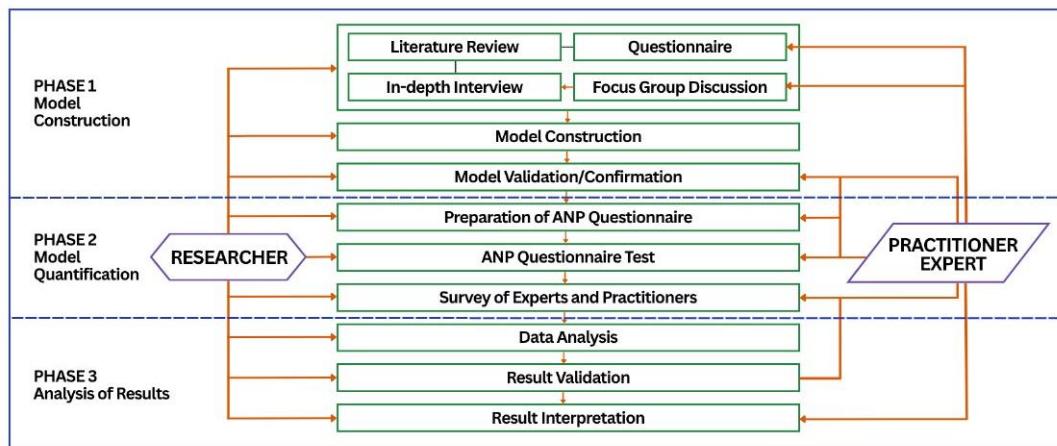 PHASE 1
Model
Construction
Literature Review
Questionnaire
In-depth Interview
Focus Group Discussion
Model Construction
Model Validation/Confirmation
PHASE 2
Model
Quantification
RESEARCHER
Preparation of ANP Questionnaire
ANP Questionnaire Test
Survey of Experts and Practitioners
PRACTITIONER
EXPERT
PHASE 3
Analysis of Results
Data Analysis
Result Validation
Result Interpretation